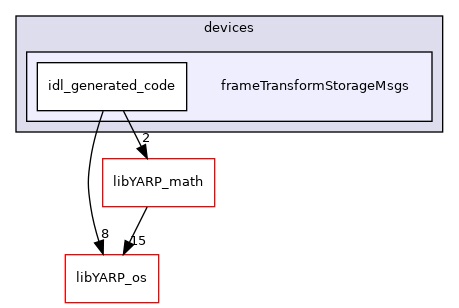 devices
idl_generated_code
frameTransformStorageMsgs
2
libYARP_math
8
15
libYARP_os